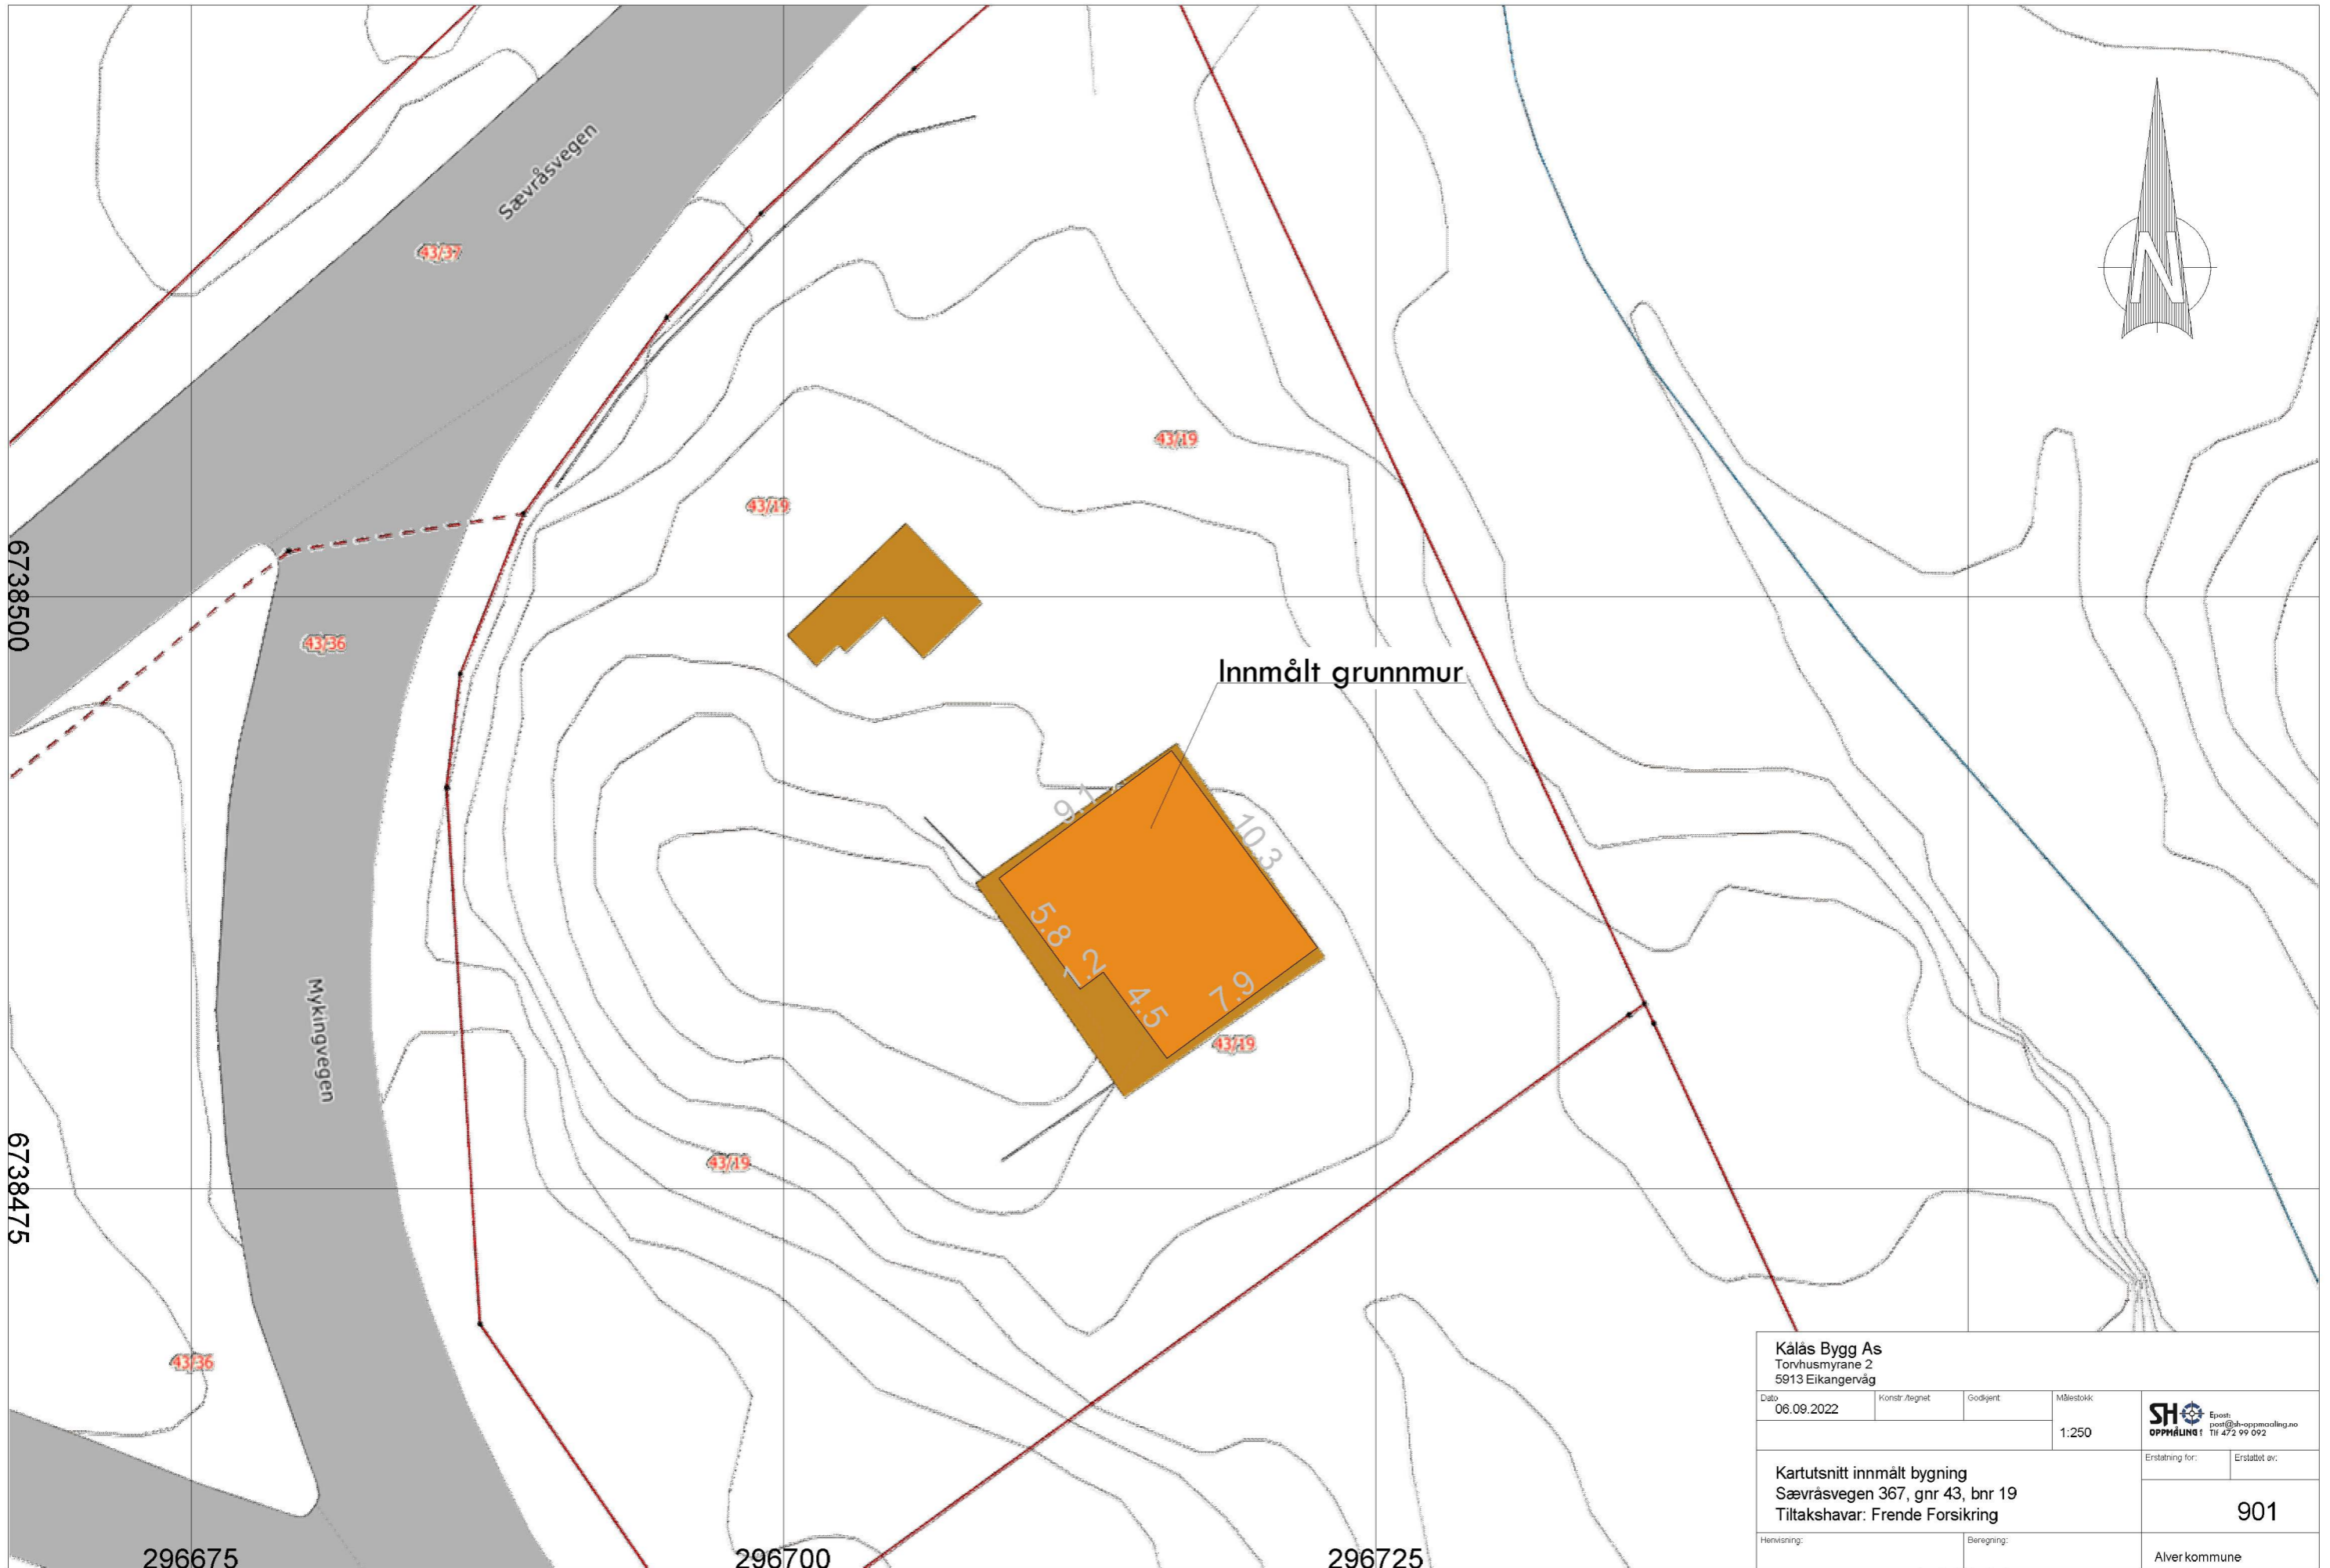 Sævråsvegen
43/37
43/19
43/19
6738500
43/36
Innmålt grunnmur
9.1
10.3
5.8
1.2
4.5
7.9
43/19
Mykingvegen
43/19
6738475
43/36
296675
296700
296725
N
Kålås Bygg As
Torvhusmyrane 2
5913 Eikangervåg
Dato
06.09.2022
Konstr./tegnet
Godkjent
Målestokk
1:250
SH
OPPMÅLING
Epost:
post@sh-oppmaaling.no
Tlf 472 99 092
Kartutsnitt innmålt bygning
Sævråsvegen 367, gnr 43, bnr 19
Tiltakshavar: Frende Forsikring
Erstatning for:
Erstattet av:
901
Henvisning:
Beregning:
Alver kommune